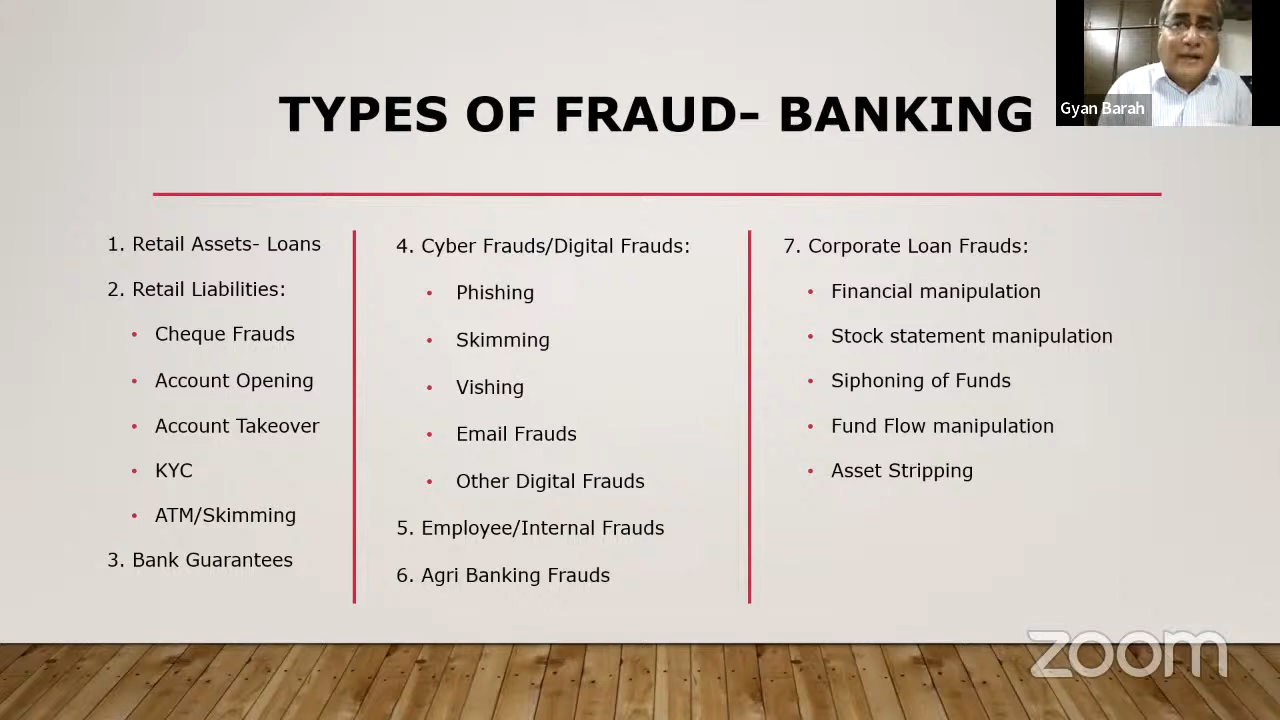 TYPES OF FRAUD- BANKING
Gyan Barah
1. Retail Assets- Loans
2. Retail Liabilities:
• Cheque Frauds
• Account Opening
• Account Takeover
• KYC
• ATM/Skimming
3. Bank Guarantees
4. Cyber Frauds/Digital Frauds:
• Phishing
• Skimming
• Vishing
• Email Frauds
• Other Digital Frauds
5. Employee/Internal Frauds
6. Agri Banking Frauds
7. Corporate Loan Frauds:
• Financial manipulation
• Stock statement manipulation
• Siphoning of Funds
• Fund Flow manipulation
• Asset Stripping
zoom